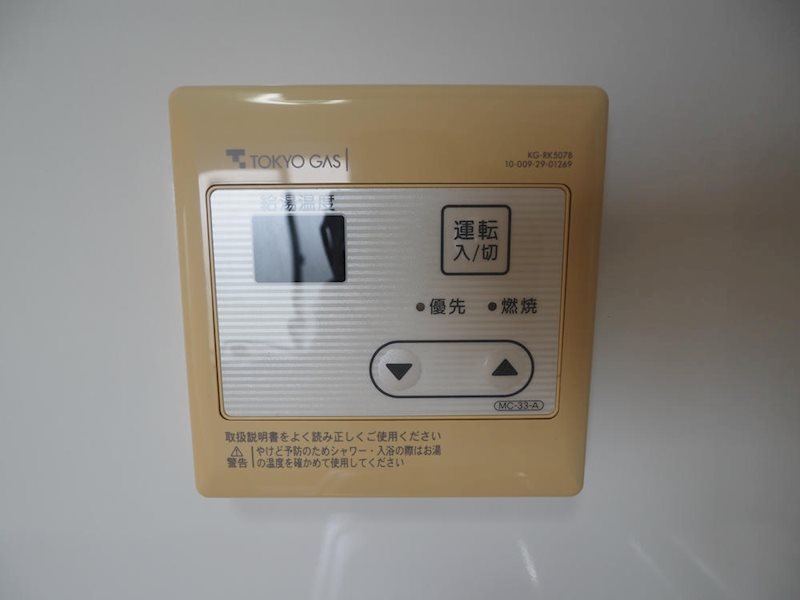 TOKYO GAS
KG-RK507B
10-009-29-01269
給湯温度
運転
入/切
優先
燃焼
MC-33-A
取扱説明書をよく読み正しくご使用ください
警告
やけど予防のためシャワー・入浴の際はお湯
の温度を確かめて使用してください